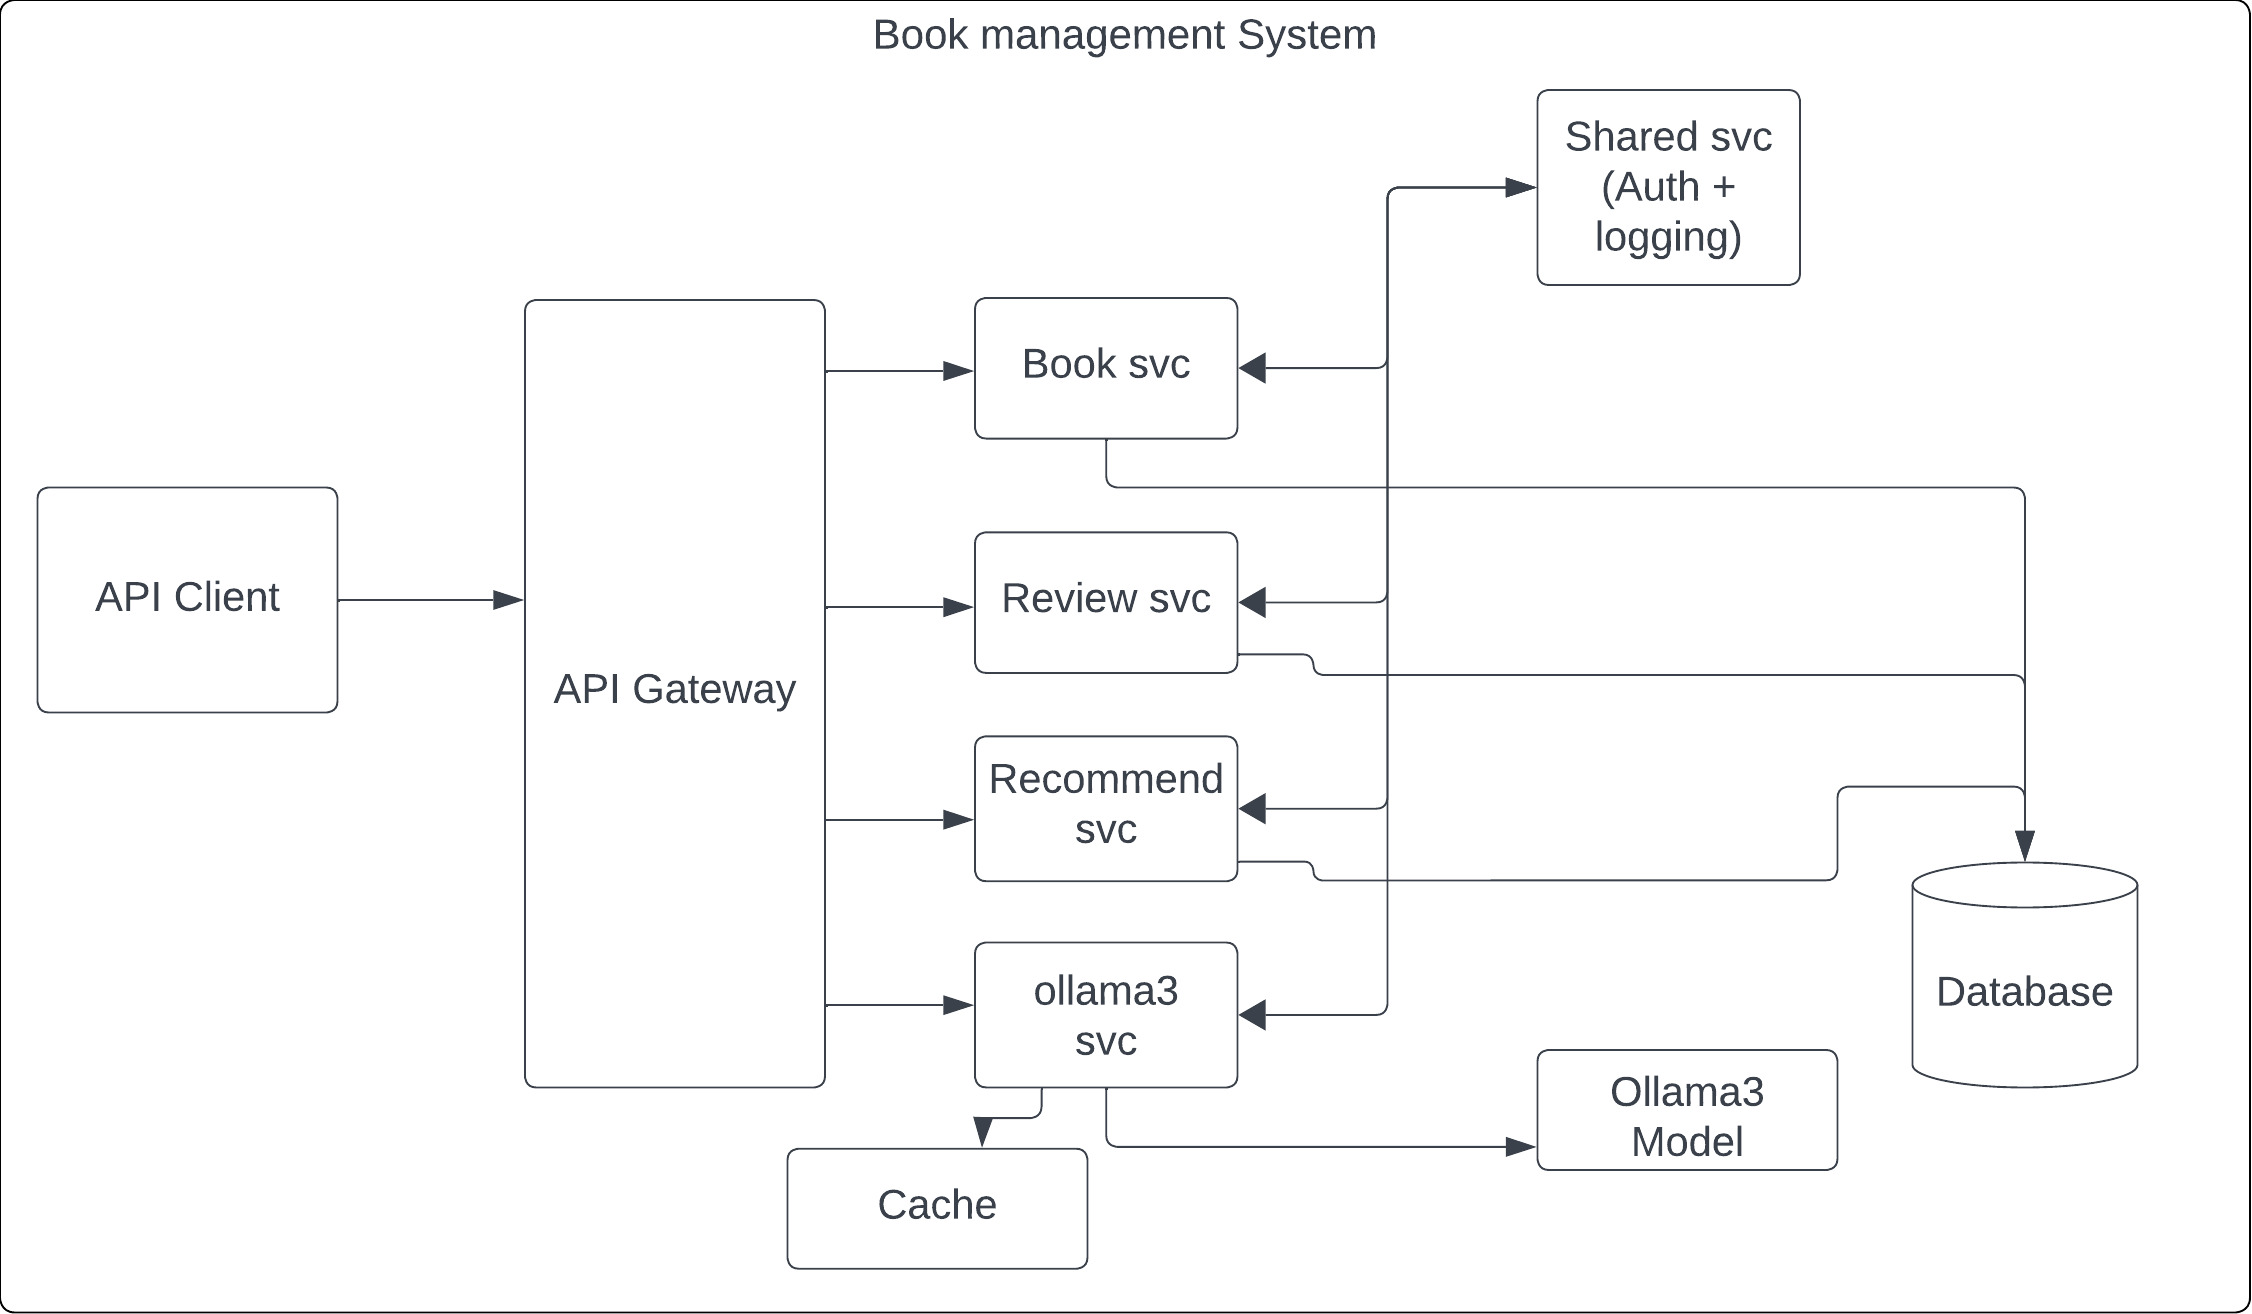 Book management System
Shared svc
(Auth +
logging)
Book svc
API Client
Review svc
API Gateway
Recommend
svc
ollama3
svc
Database
Ollama3
Model
Cache